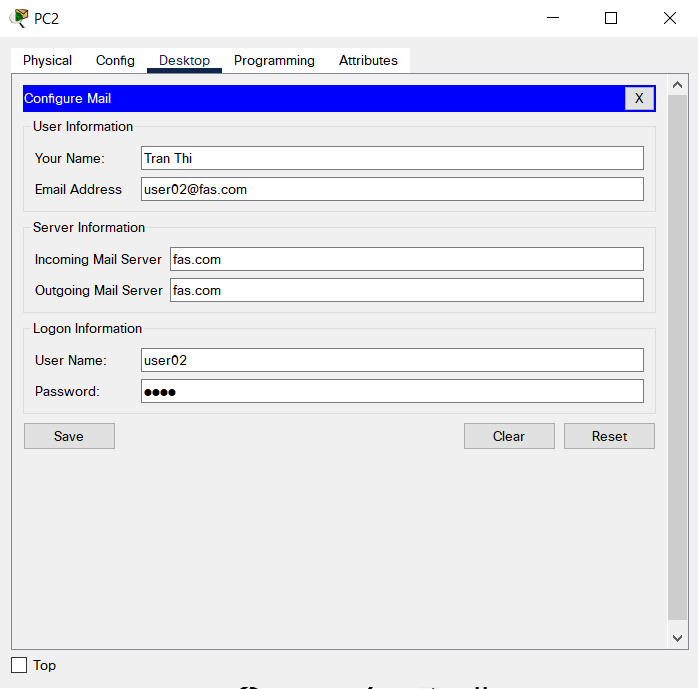 PC2
Physical Config Desktop Programming Attributes
Configure Mail X
User Information
Your Name: Tran Thi
Email Address user02@fas.com
Server Information
Incoming Mail Server fas.com
Outgoing Mail Server fas.com
Logon Information
User Name: user02
Password: ●●●●
Save Clear Reset
Top